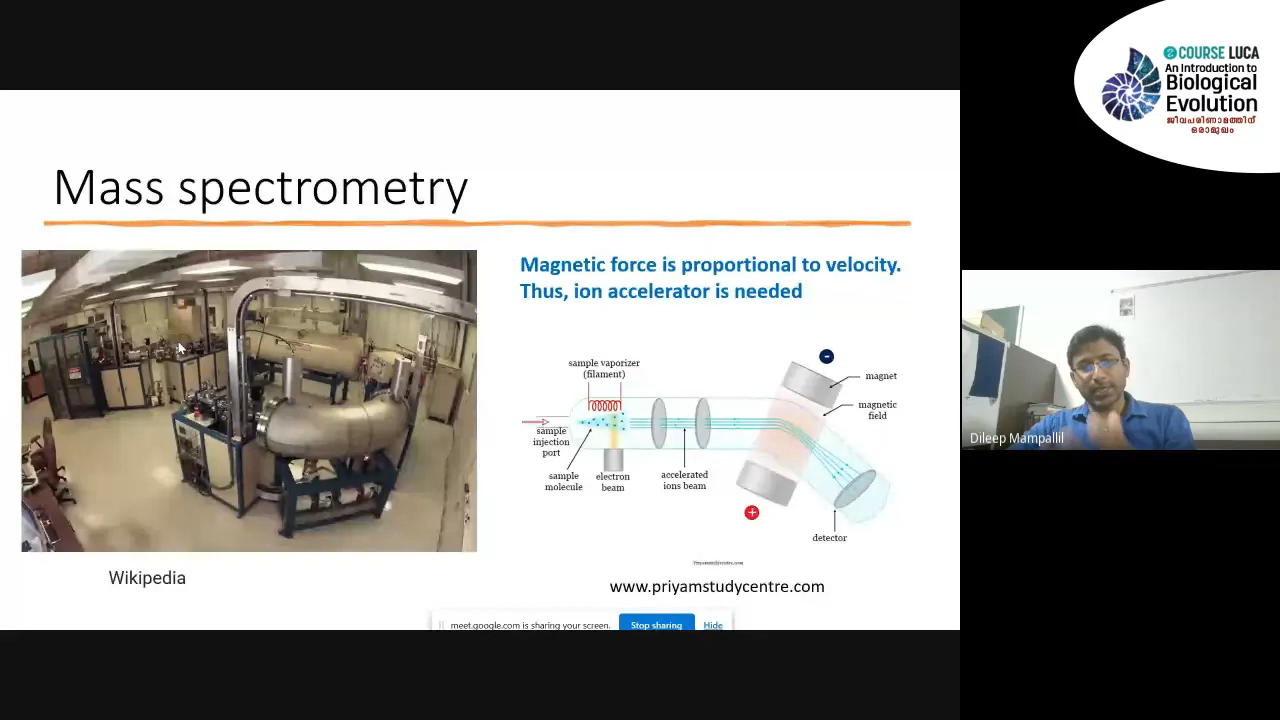 COURSE LUCA
An Introduction to
Biological
Evolution
ജീവപരിണാമത്തിന്
ഒരാമുഖം
Mass spectrometry
Magnetic force is proportional to velocity.
Thus, ion accelerator is needed
sample vaporizer
(filament)
-
magnet
magnetic
field
sample
injection
port
sample
molecule
electron
beam
accelerated
ions beam
+
detector
Wikipedia
www.priyamstudycentre.com
Dileep Mampallil
meet.google.com is sharing your screen.
Stop sharing
Hide